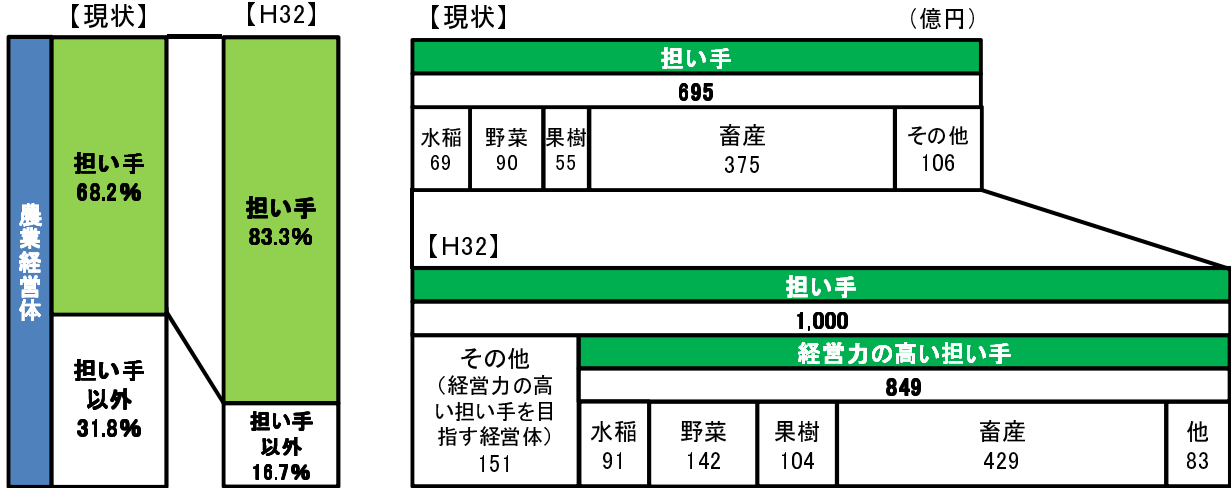 【現状】
【H32】
農業経営体
担い手
68.2%
担い手
以外
31.8%
担い手
83.3%
担い手
以外
16.7%
【現状】
（億円）
担い手
695
水稲
69
野菜
90
果樹
55
畜産
375
その他
106
【H32】
担い手
1,000
その他
（経営力の高
い担い手を目
指す経営体）
151
経営力の高い担い手
849
水稲
91
野菜
142
果樹
104
畜産
429
他
83